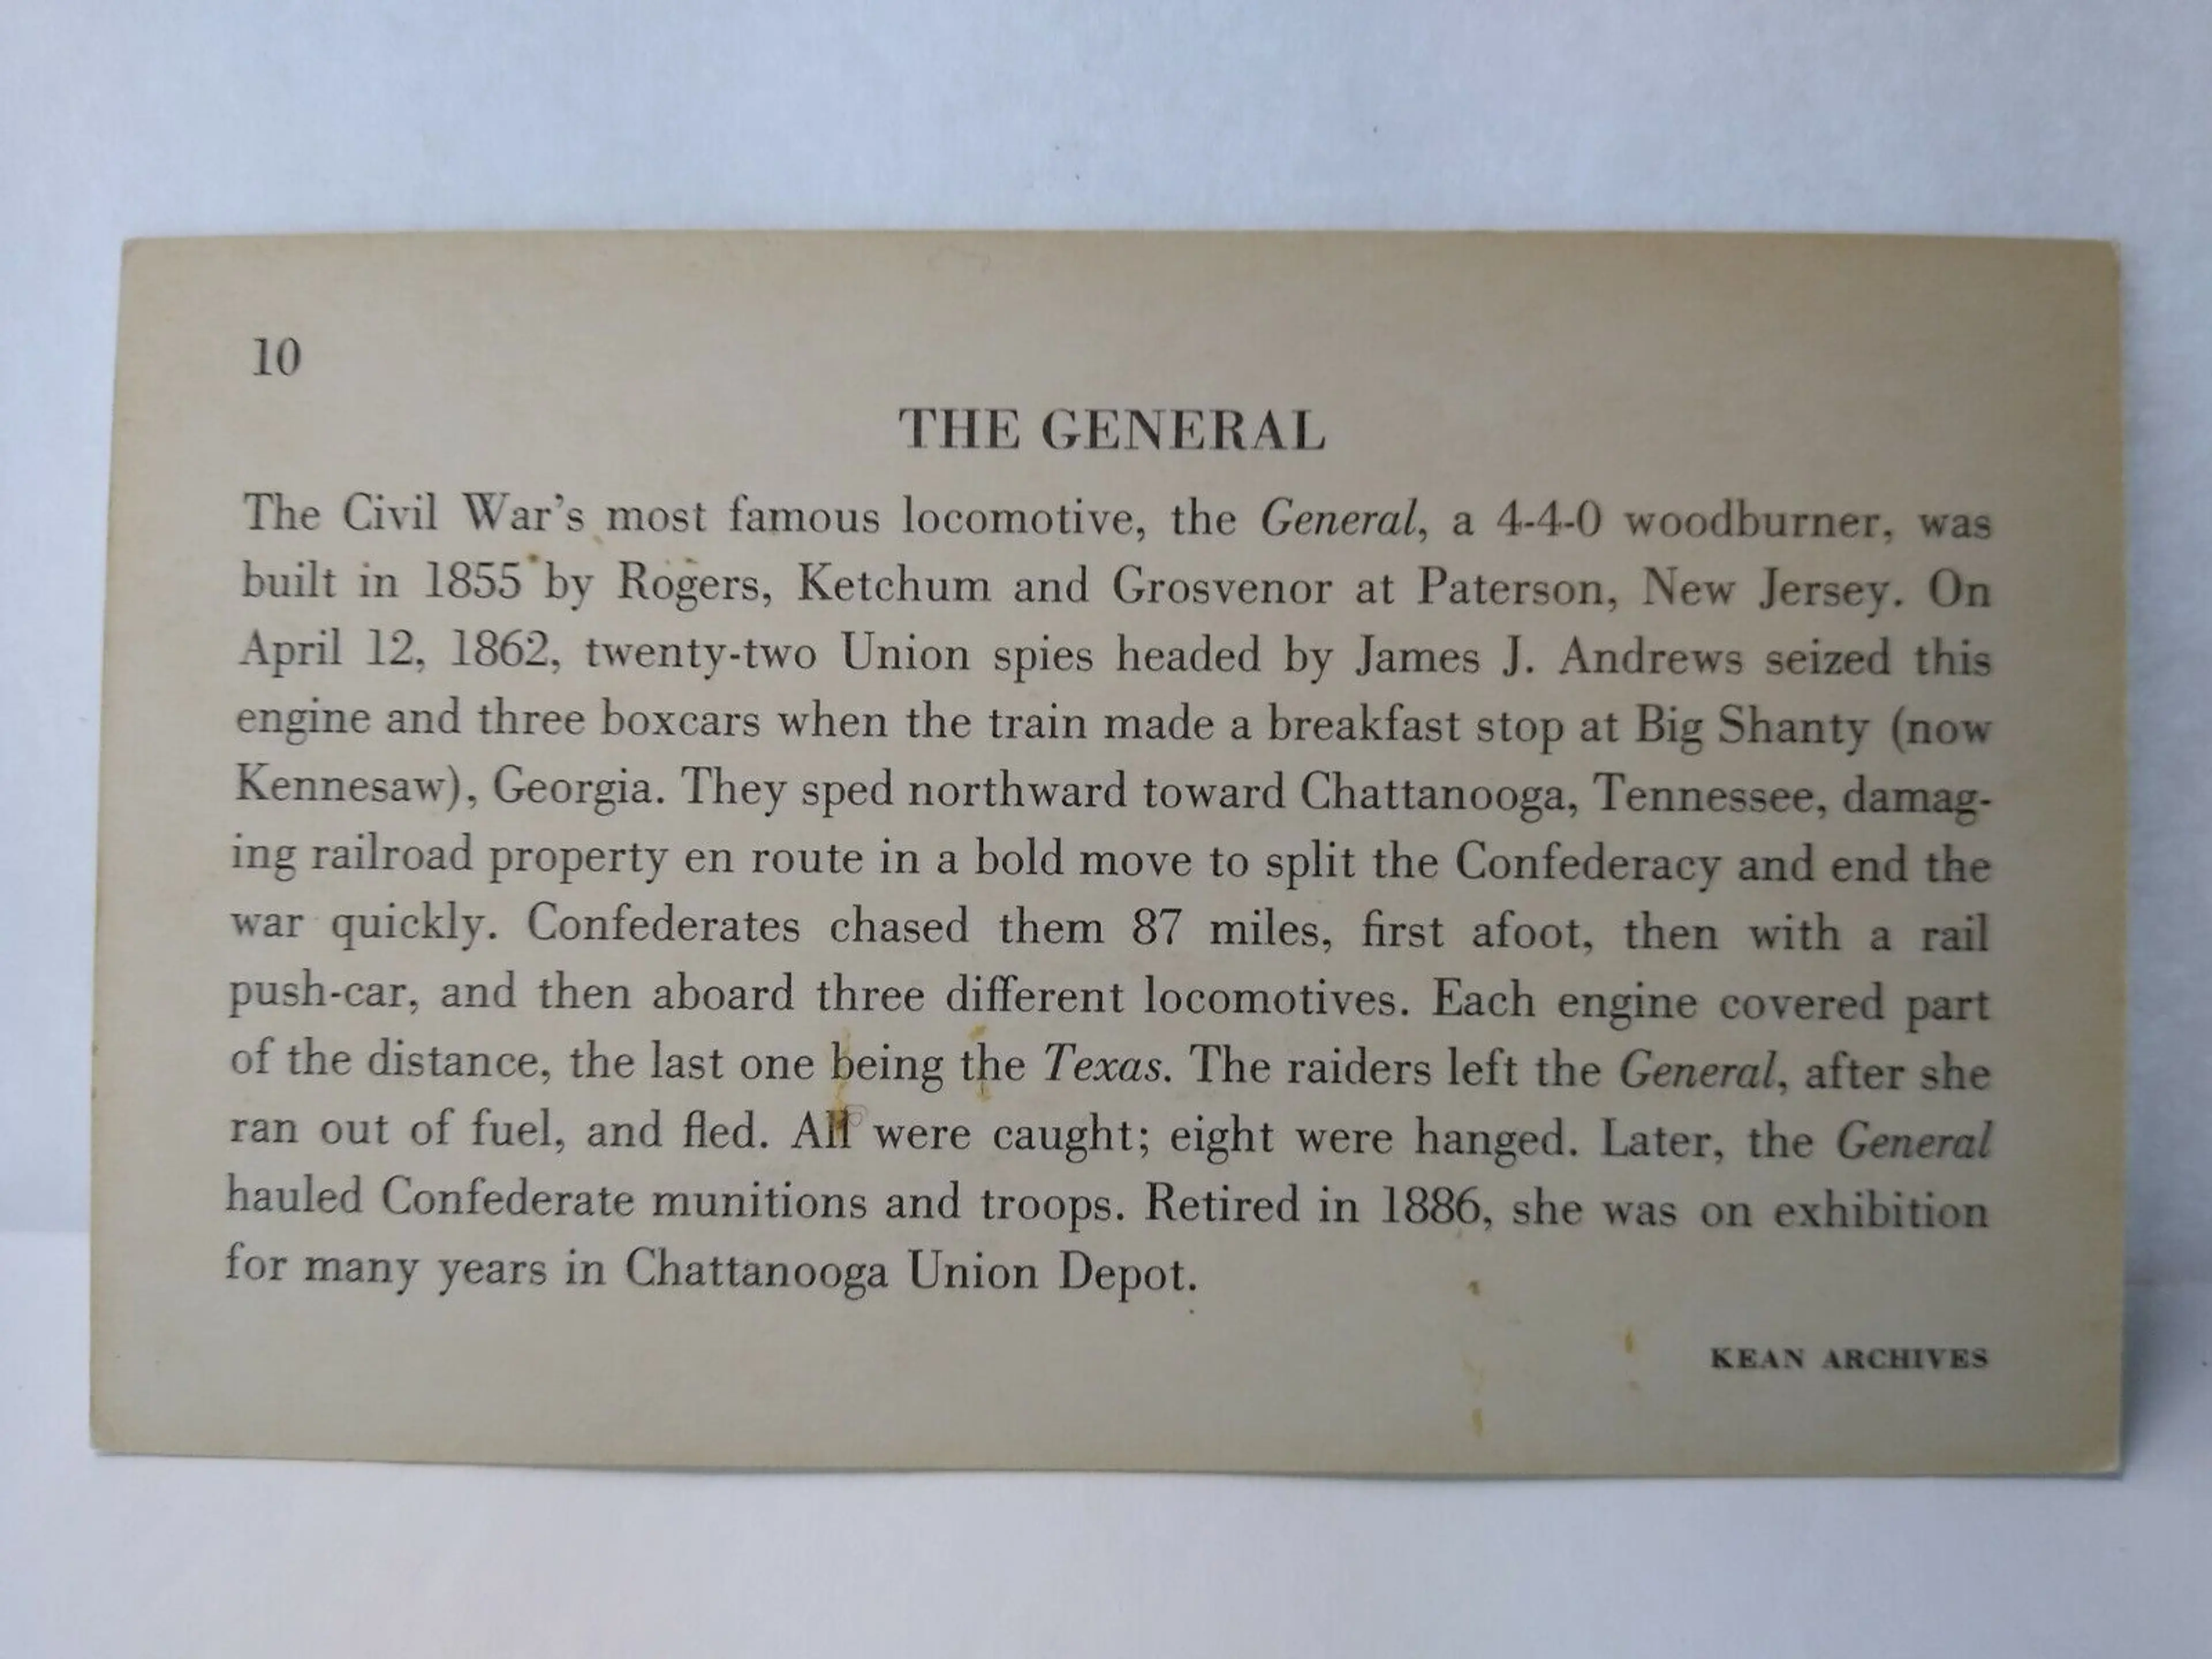 10
THE GENERAL
The Civil War's most famous locomotive, the General, a 4-4-0 woodburner, was
built in 1855 by Rogers, Ketchum and Grosvenor at Paterson, New Jersey. On
April 12, 1862, twenty-two Union spies headed by James J. Andrews seized this
engine and three boxcars when the train made a breakfast stop at Big Shanty (now
Kennesaw), Georgia. They sped northward toward Chattanooga, Tennessee, damag-
ing railroad property en route in a bold move to split the Confederacy and end the
war quickly. Confederates chased them 87 miles, first afoot, then with a rail
push-car, and then aboard three different locomotives. Each engine covered part
of the distance, the last one being the Texas. The raiders left the General, after she
ran out of fuel, and fled. All were caught; eight were hanged. Later, the General
hauled Confederate munitions and troops. Retired in 1886, she was on exhibition
for many years in Chattanooga Union Depot.
KEAN ARCHIVES